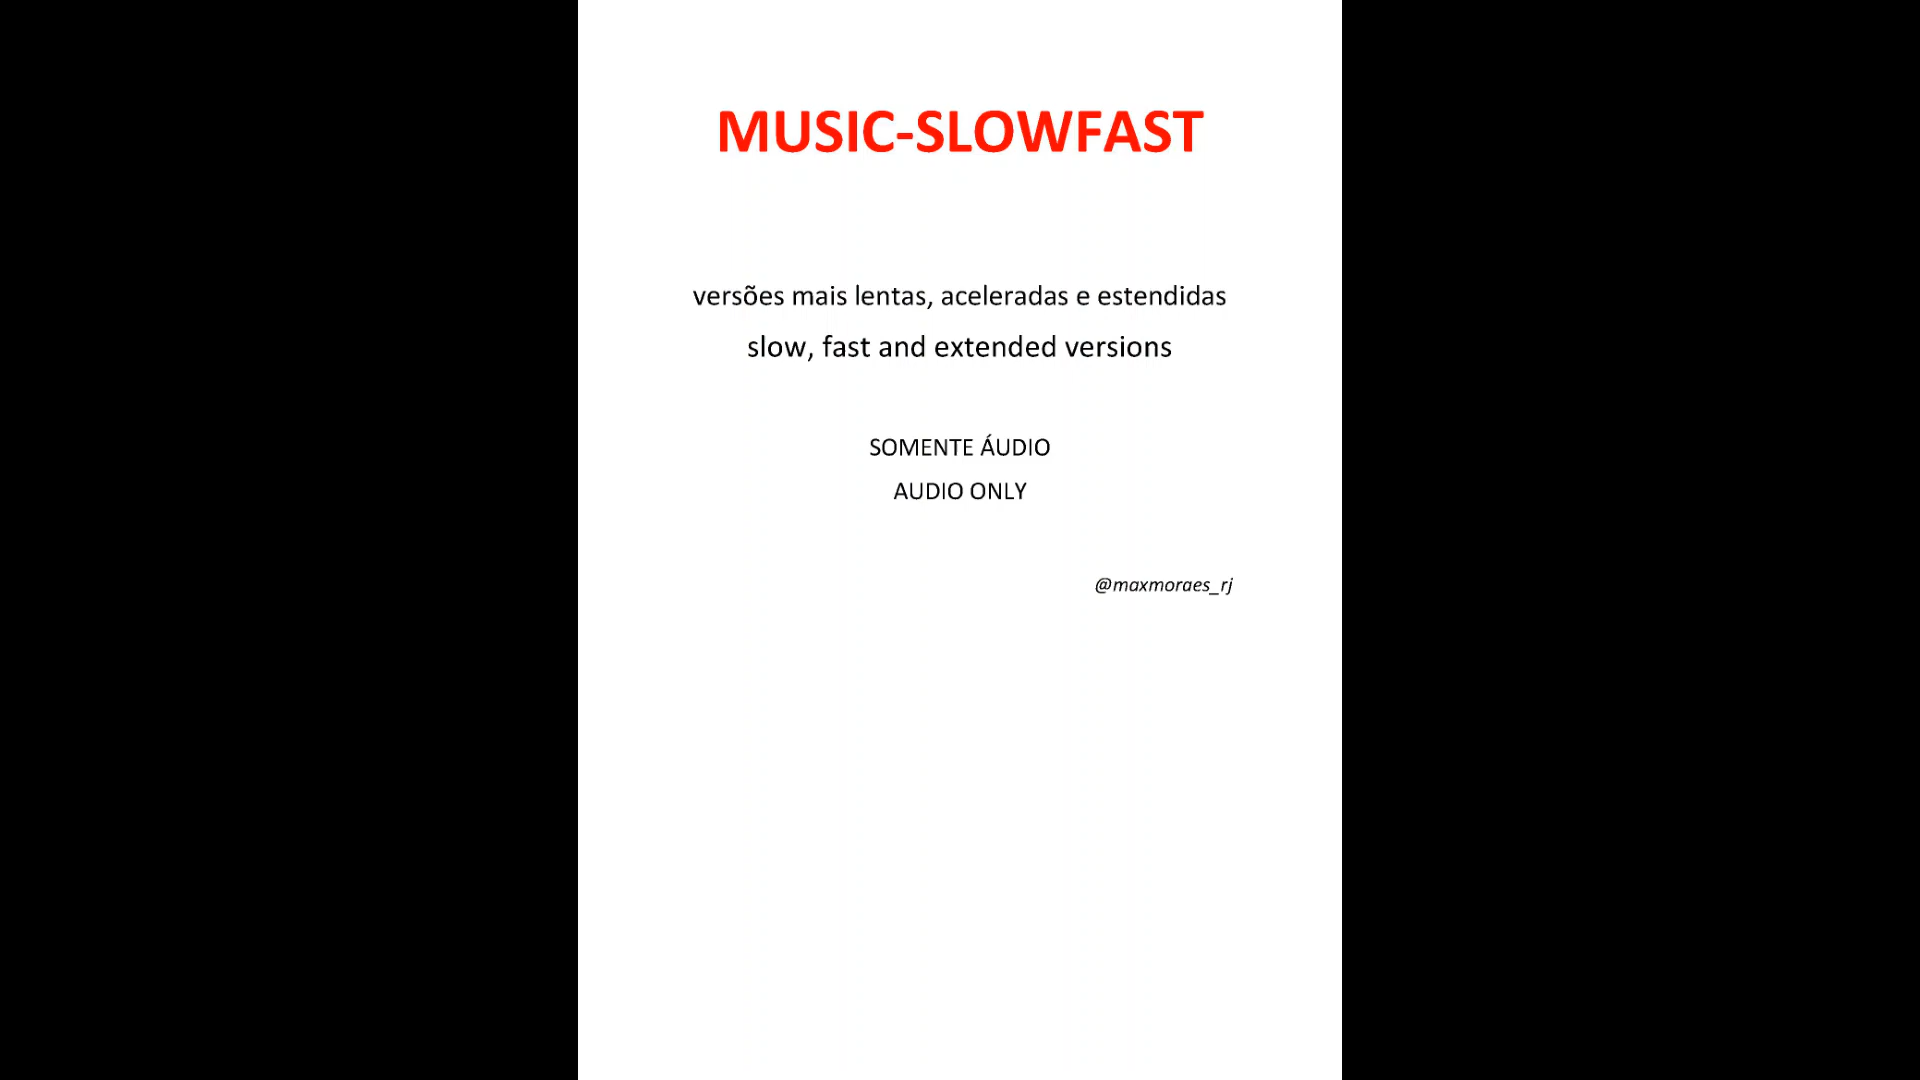 MUSIC-SLOWFAST
versões mais lentas, aceleradas e estendidas
slow, fast and extended versions
SOMENTE ÁUDIO
AUDIO ONLY
@maxmoraes_rj